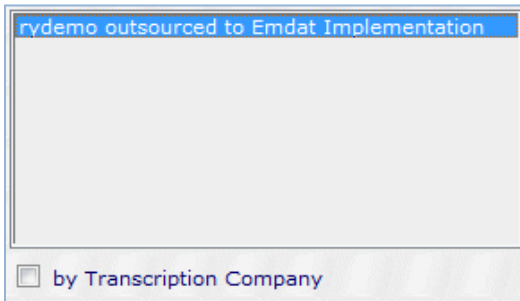 rydemo outsourced to Emdat Implementation
by Transcription Company